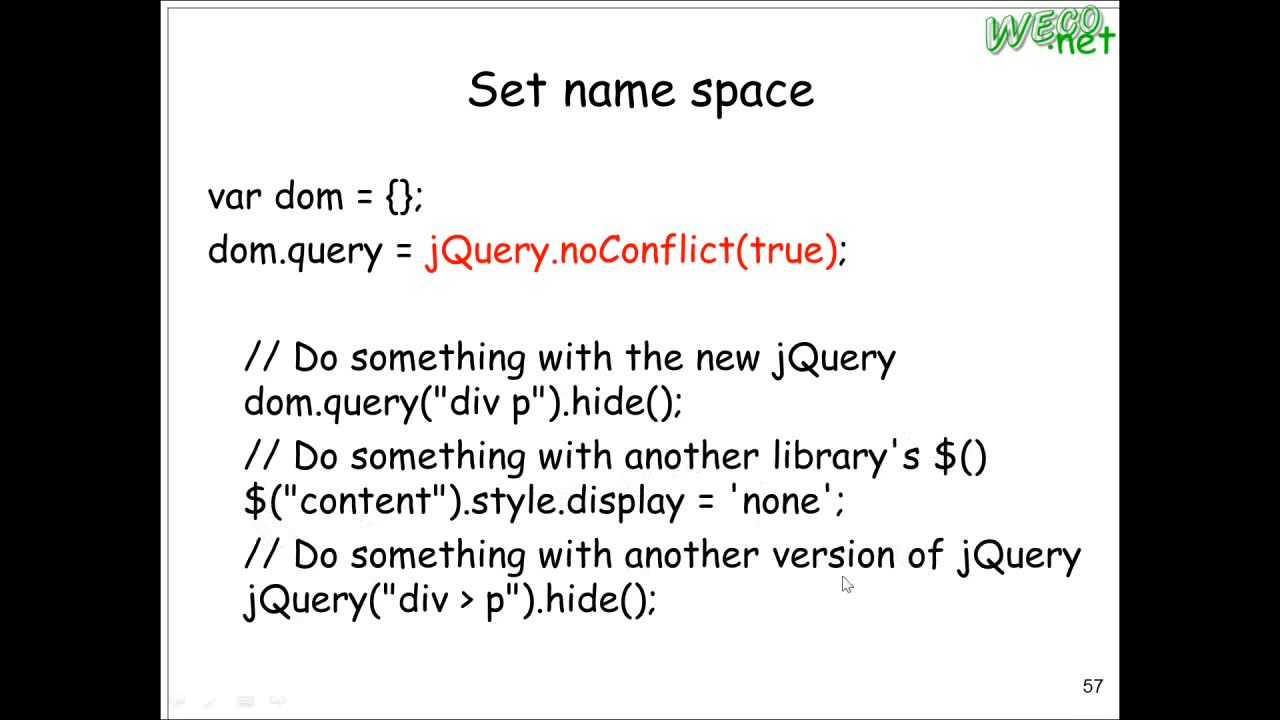 WECO
.net
Set name space
var dom = {};
dom.query = jQuery.noConflict(true);
// Do something with the new jQuery
dom.query("div p").hide();
// Do something with another library's $()
$("content").style.display = 'none';
// Do something with another version of jQuery
jQuery("div > p").hide();
57